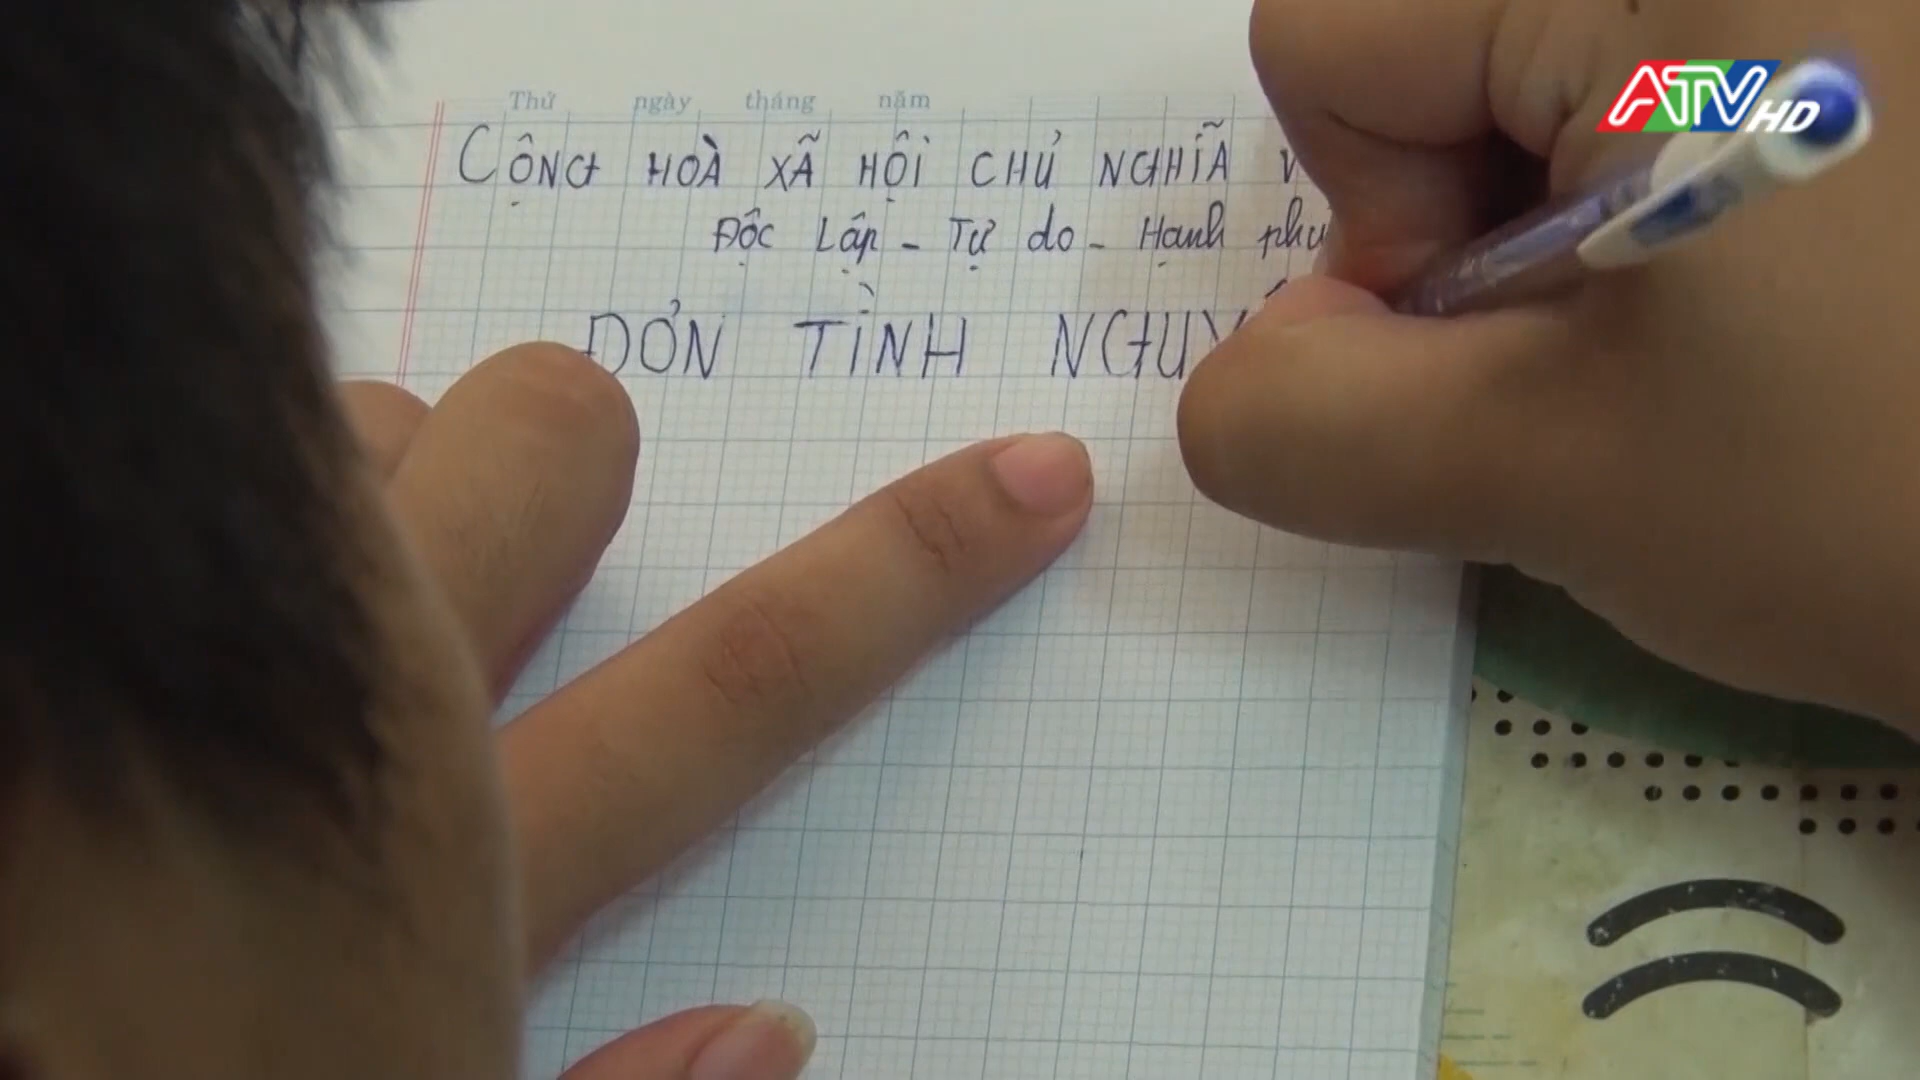 ATV HD
Thứ ngày tháng năm
CỘNG HOÀ XÃ HỘI CHỦ NGHĨA
Độc Lập - Tự do - Hạnh
ĐƠN TÌNH